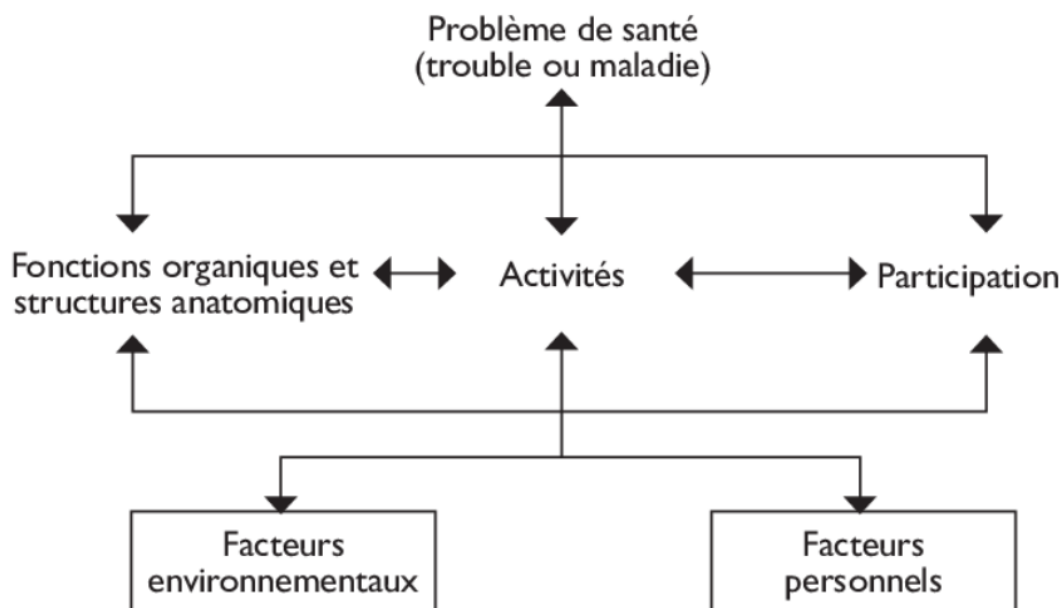 Problème de santé
(trouble ou maladie)
Fonctions organiques et
structures anatomiques
Activités
Participation
Facteurs
environnementaux
Facteurs
personnels